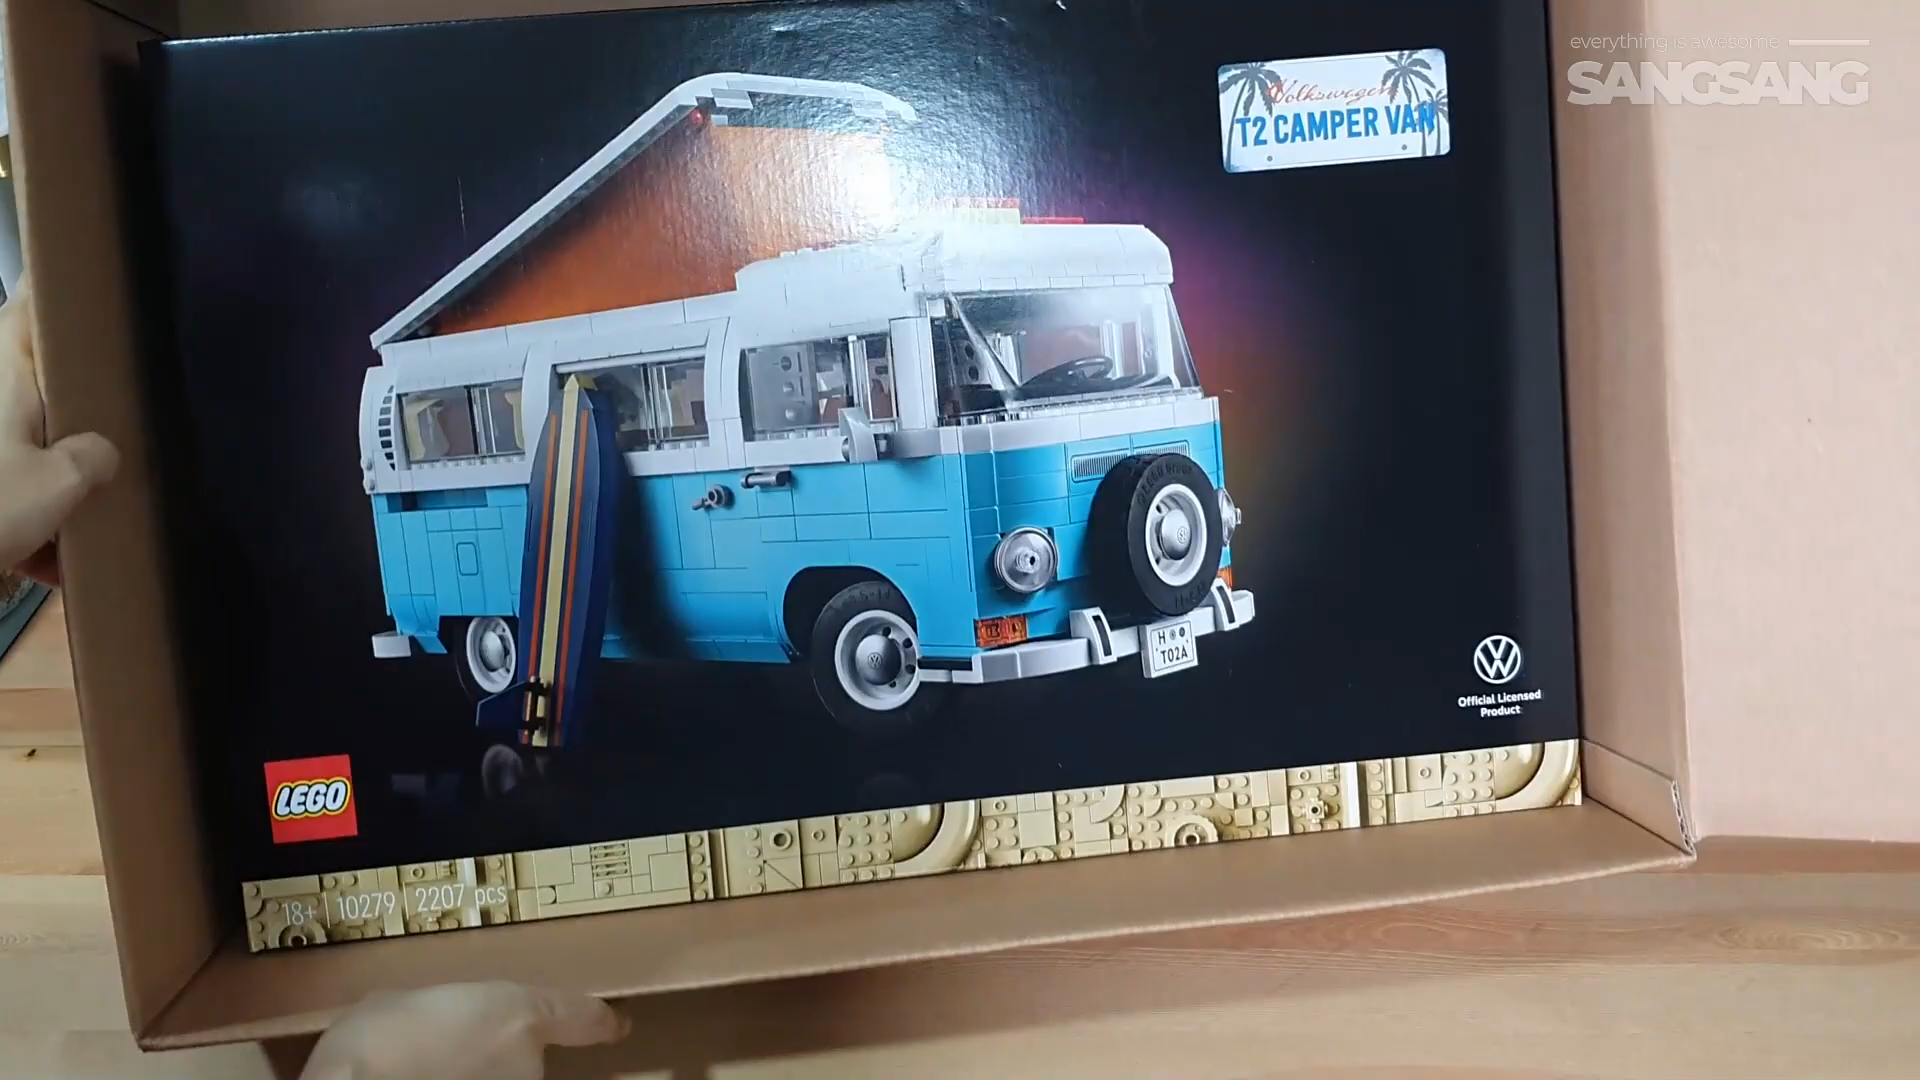 everything is awesome
SANGSANG
Volkswagen
T2 CAMPER VAN
H
T02A
Official Licensed
Product
LEGO
18+ | 10279 | 2207 pcs